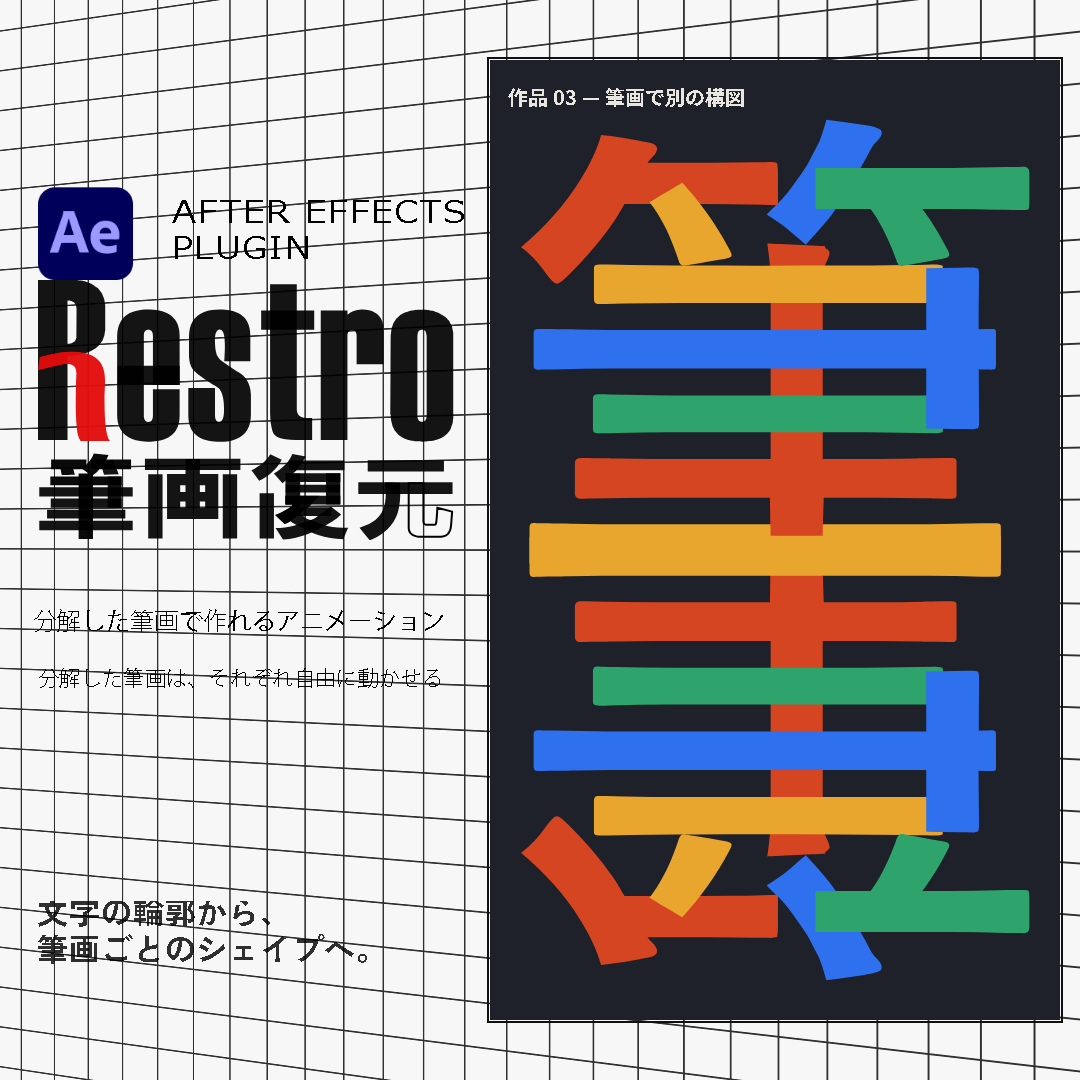 Ae
AFTER EFFECTS
PLUGIN
Restro
筆画復元
分解した筆画で作れるアニメーション
分解した筆画は、それぞれ自由に動かせる
文字の輪郭から、
筆画ごとのシェイプへ。
作品 03 — 筆画で別の構図